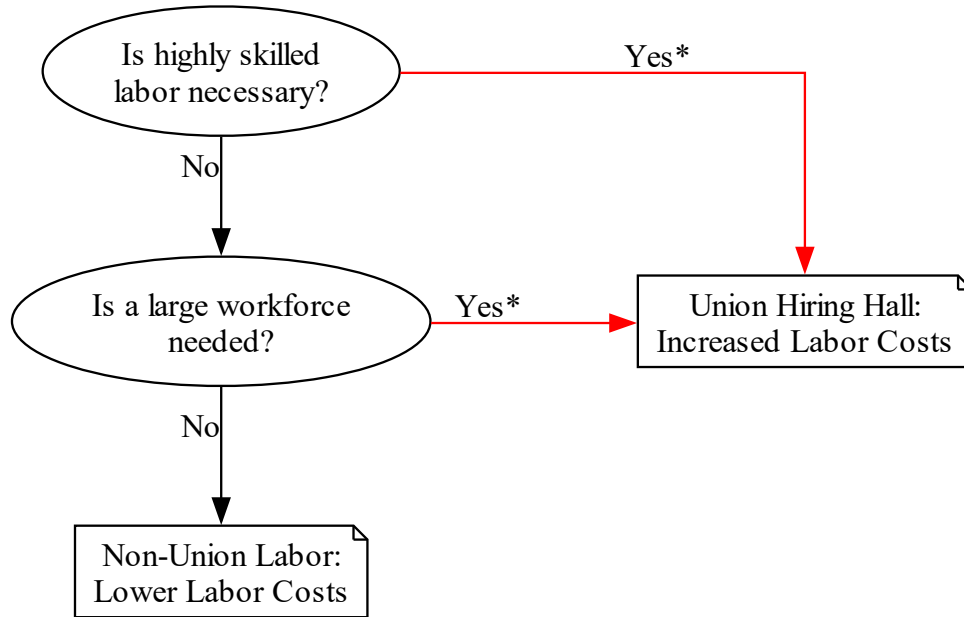 Is highly skilled
labor necessary?
Yes*
No
Is a large workforce
needed?
Yes*
Union Hiring Hall:
Increased Labor Costs
No
Non-Union Labor:
Lower Labor Costs